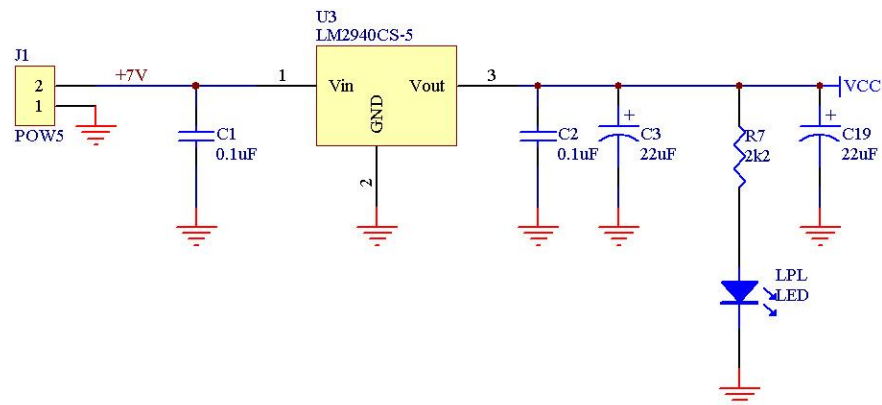 U3
LM2940CS-5
J1
2
1
POW5
+7V
1
Vin
Vout
GND
2
3
C1
0.1uF
C2
0.1uF
+
C3
22uF
R7
2k2
+
C19
22uF
VCC
LPL
LED